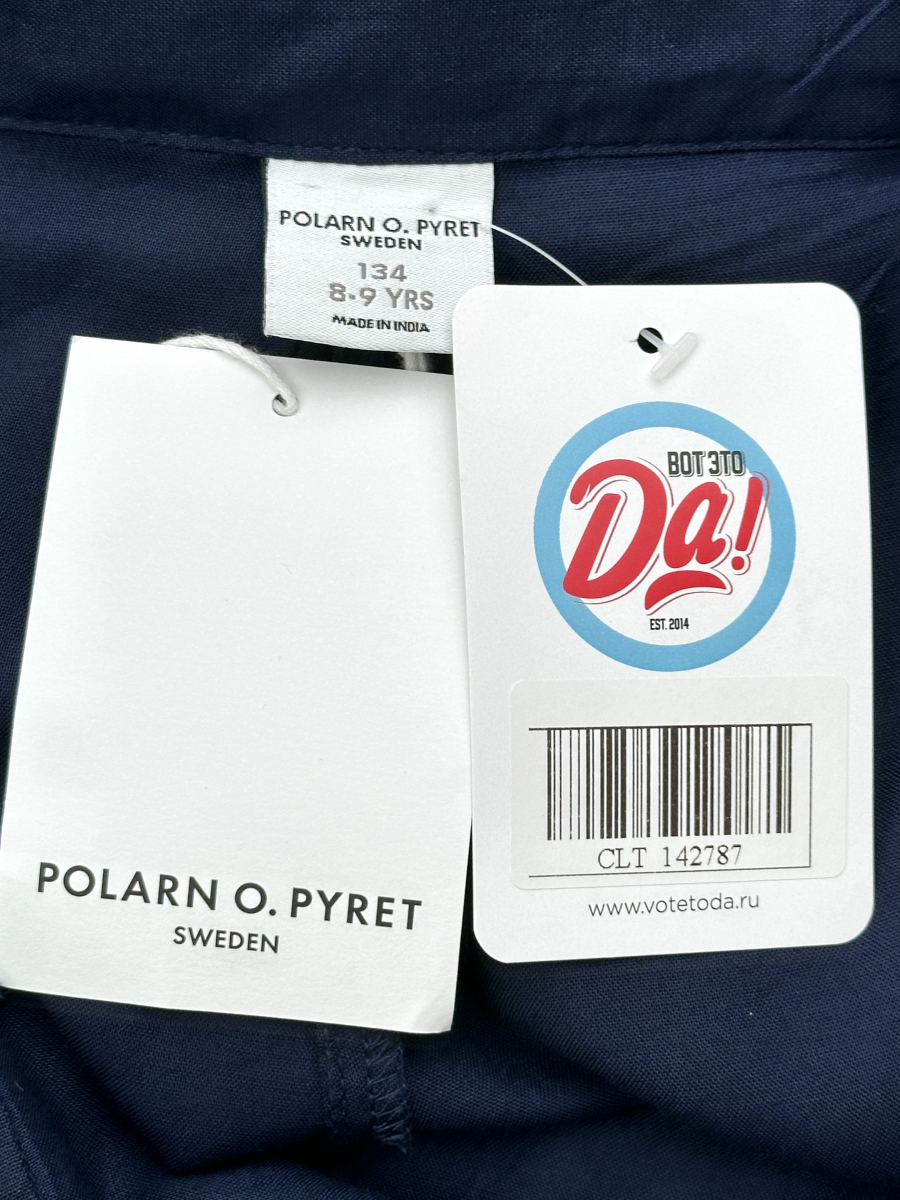 POLARN O. PYRET
SWEDEN
134
8-9 YRS
MADE IN INDIA
POLARN O. PYRET
SWEDEN
ВОТ ЭТО
Да!
EST. 2014
CLT 142787
www.votetoda.ru